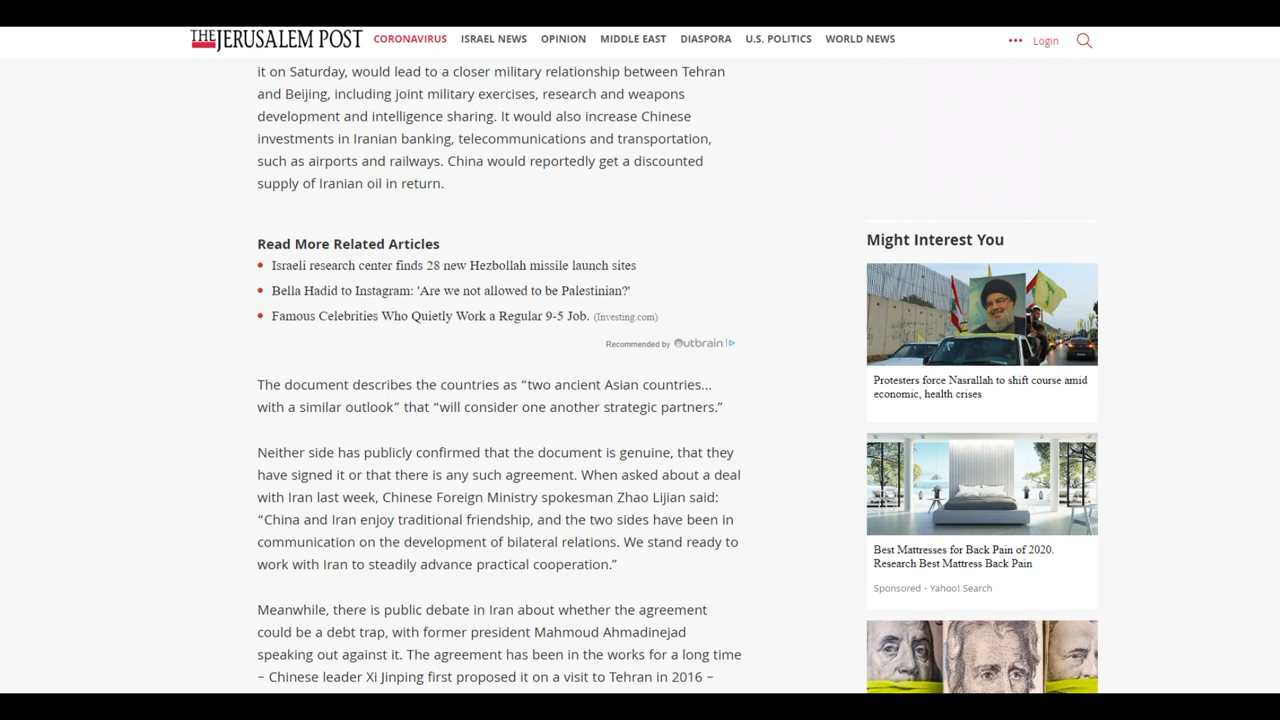 THE JERUSALEM POST
CORONAVIRUS ISRAEL NEWS OPINION MIDDLE EAST DIASPORA U.S. POLITICS WORLD NEWS
••• Login
it on Saturday, would lead to a closer military relationship between Tehran
and Beijing, including joint military exercises, research and weapons
development and intelligence sharing. It would also increase Chinese
investments in Iranian banking, telecommunications and transportation,
such as airports and railways. China would reportedly get a discounted
supply of Iranian oil in return.
Read More Related Articles
• Israeli research center finds 28 new Hezbollah missile launch sites
• Bella Hadid to Instagram: 'Are we not allowed to be Palestinian?'
• Famous Celebrities Who Quietly Work a Regular 9-5 Job. (Investing.com)
Recommended by Outbrain
The document describes the countries as “two ancient Asian countries...
with a similar outlook” that “will consider one another strategic partners.”
Neither side has publicly confirmed that the document is genuine, that they
have signed it or that there is any such agreement. When asked about a deal
with Iran last week, Chinese Foreign Ministry spokesman Zhao Lijian said:
“China and Iran enjoy traditional friendship, and the two sides have been in
communication on the development of bilateral relations. We stand ready to
work with Iran to steadily advance practical cooperation.”
Meanwhile, there is public debate in Iran about whether the agreement
could be a debt trap, with former president Mahmoud Ahmadinejad
speaking out against it. The agreement has been in the works for a long time
– Chinese leader Xi Jinping first proposed it on a visit to Tehran in 2016 –
Might Interest You
Protesters force Nasrallah to shift course amid
economic, health crises
Best Mattresses for Back Pain of 2020.
Research Best Mattress Back Pain
Sponsored - Yahoo! Search